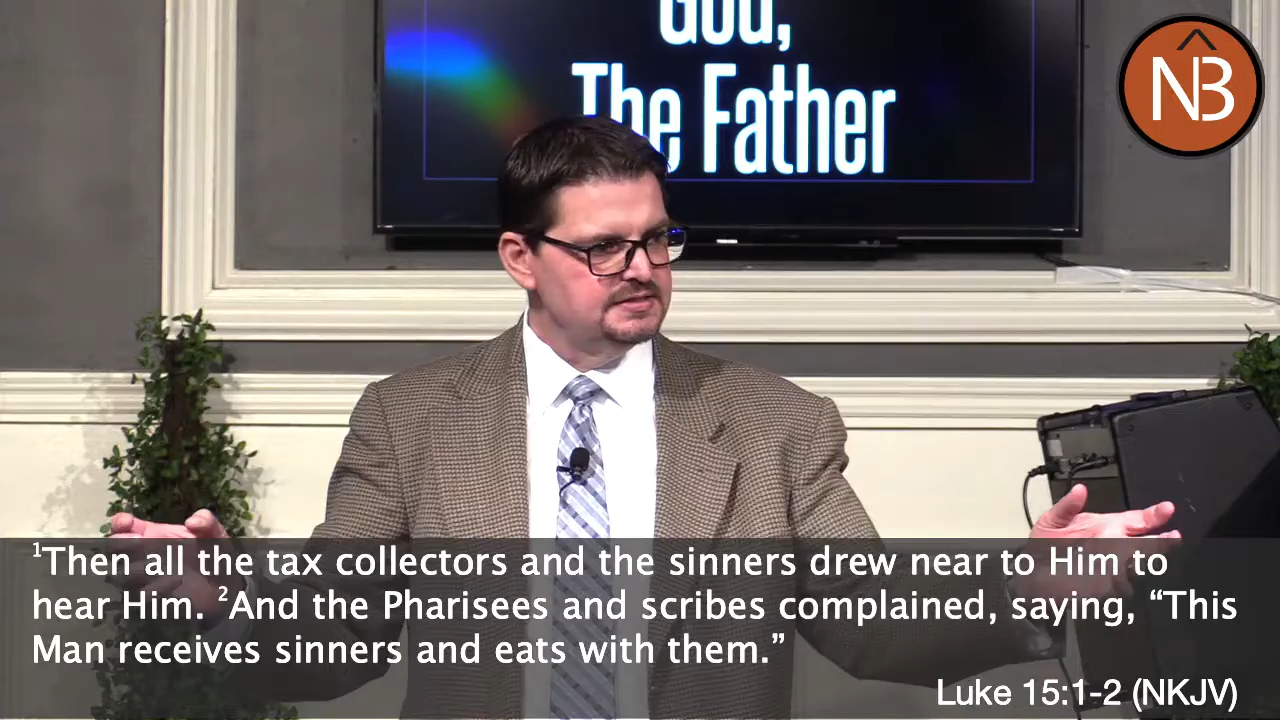 God,
The Father
NB
¹Then all the tax collectors and the sinners drew near to Him to
hear Him. ²And the Pharisees and scribes complained, saying, “This
Man receives sinners and eats with them.”
Luke 15:1-2 (NKJV)